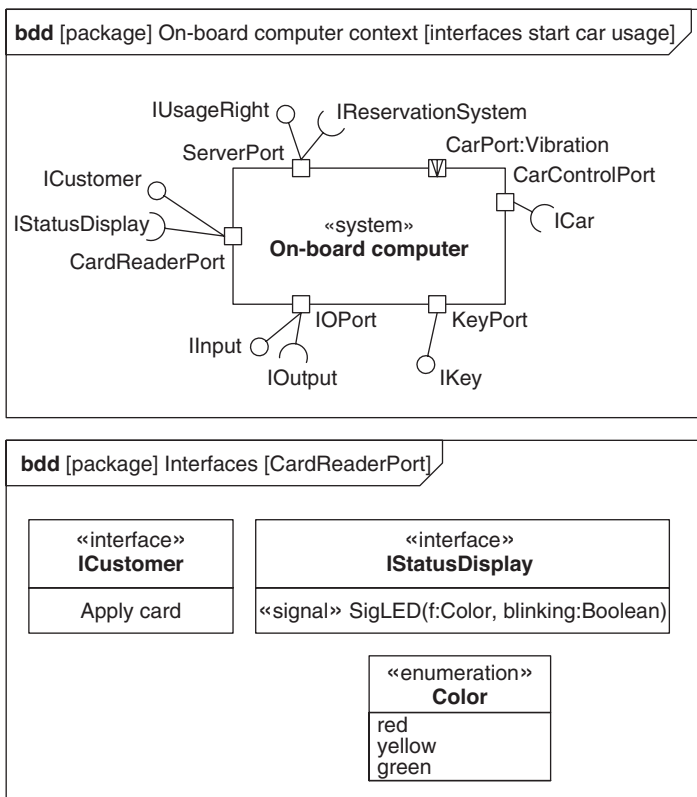 bdd [package] On-board computer context [interfaces start car usage]
IUsageRight
IReservationSystem
ServerPort
CarPort:Vibration
ICustomer
CarControlPort
IStatusDisplay
«system»
ICar
On-board computer
CardReaderPort
IOPort
KeyPort
IInput
IOutput
IKey
bdd [package] Interfaces [CardReaderPort]
«interface»
ICustomer
Apply card
«interface»
IStatusDisplay
«signal» SigLED(f:Color, blinking:Boolean)
«enumeration»
Color
red
yellow
green